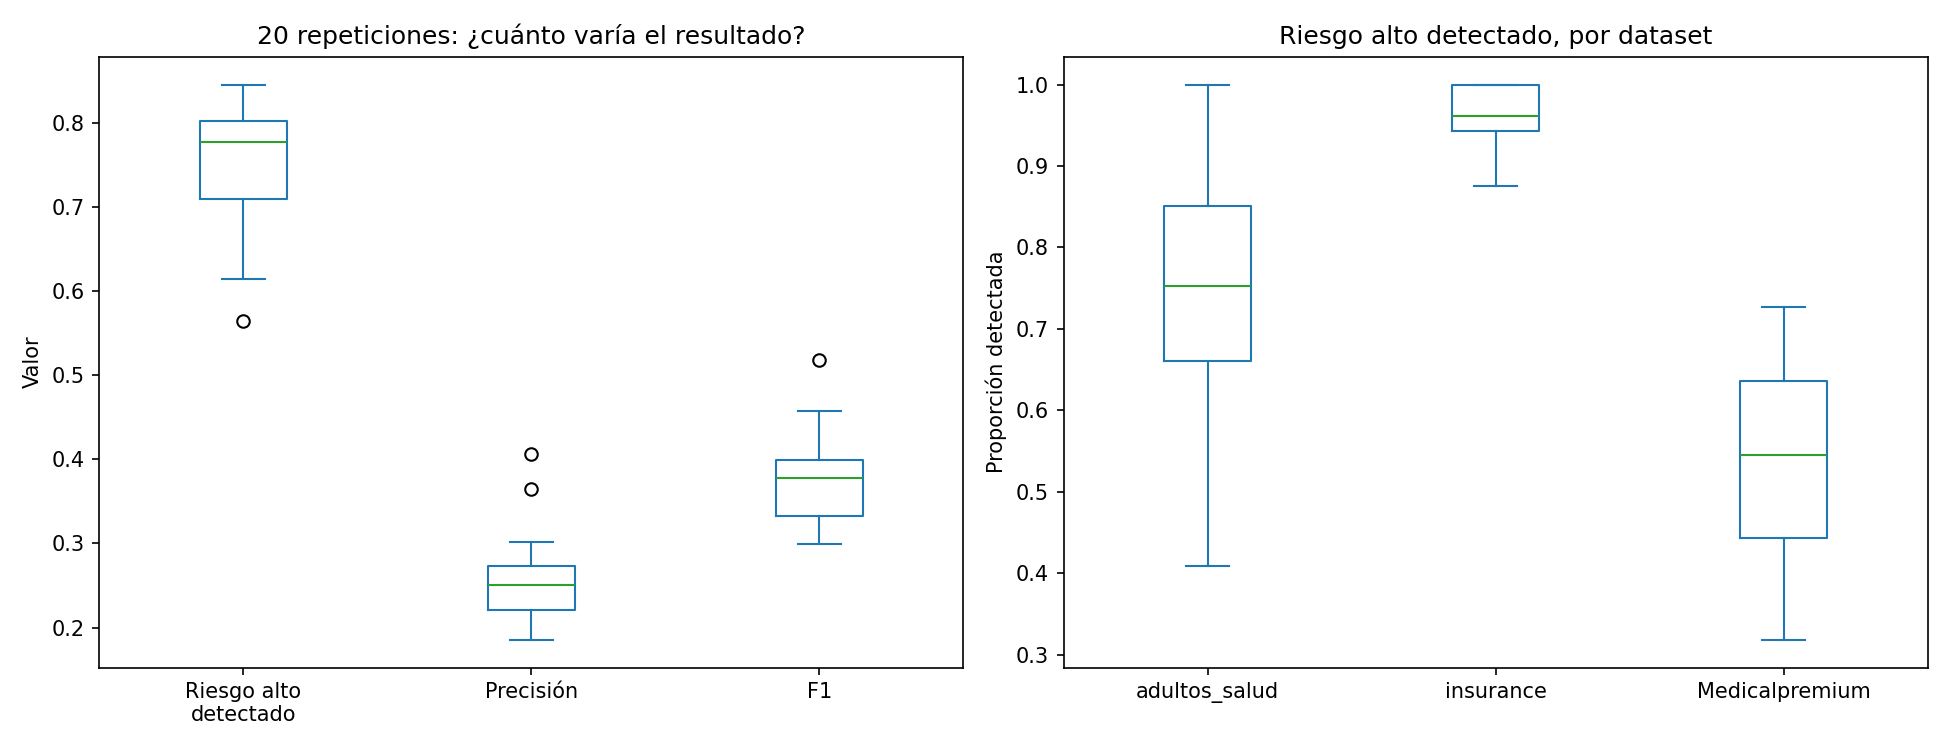 20 repeticiones: ¿cuánto varía el resultado?
Valor
0.8
0.7
0.6
0.5
0.4
0.3
0.2
Riesgo alto
detectado
Precisión
F1
Riesgo alto detectado, por dataset
Proporción detectada
1.0
0.9
0.8
0.7
0.6
0.5
0.4
0.3
adultos_salud
insurance
Medicalpremium